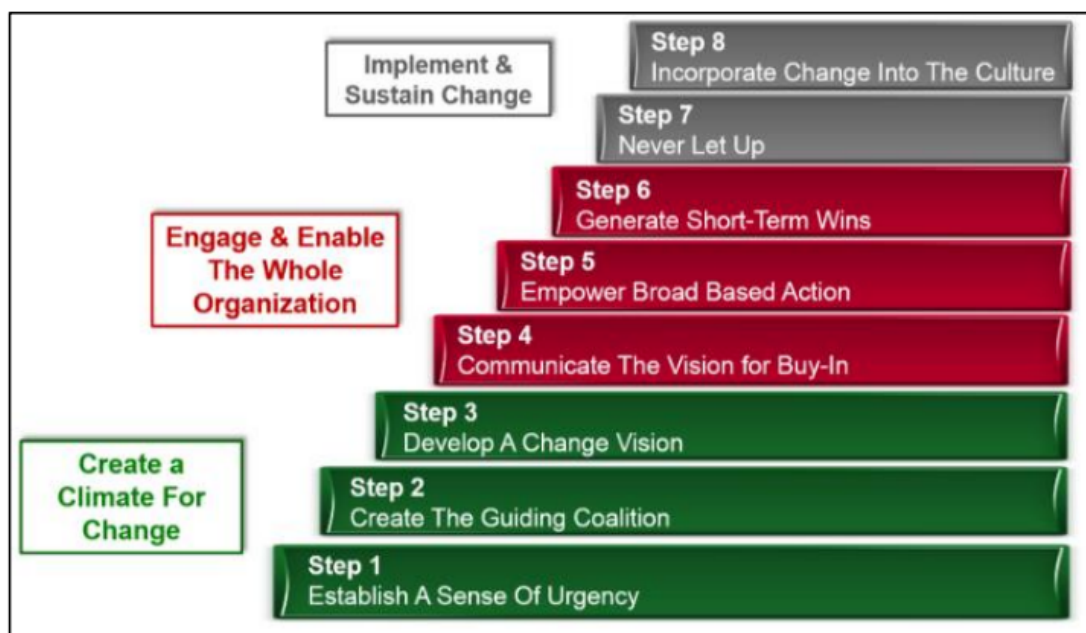 Implement &
Sustain Change
Step 8
Incorporate Change Into The Culture
Step 7
Never Let Up
Engage & Enable
The Whole
Organization
Step 6
Generate Short-Term Wins
Step 5
Empower Broad Based Action
Step 4
Communicate The Vision for Buy-In
Create a
Climate For
Change
Step 3
Develop A Change Vision
Step 2
Create The Guiding Coalition
Step 1
Establish A Sense Of Urgency